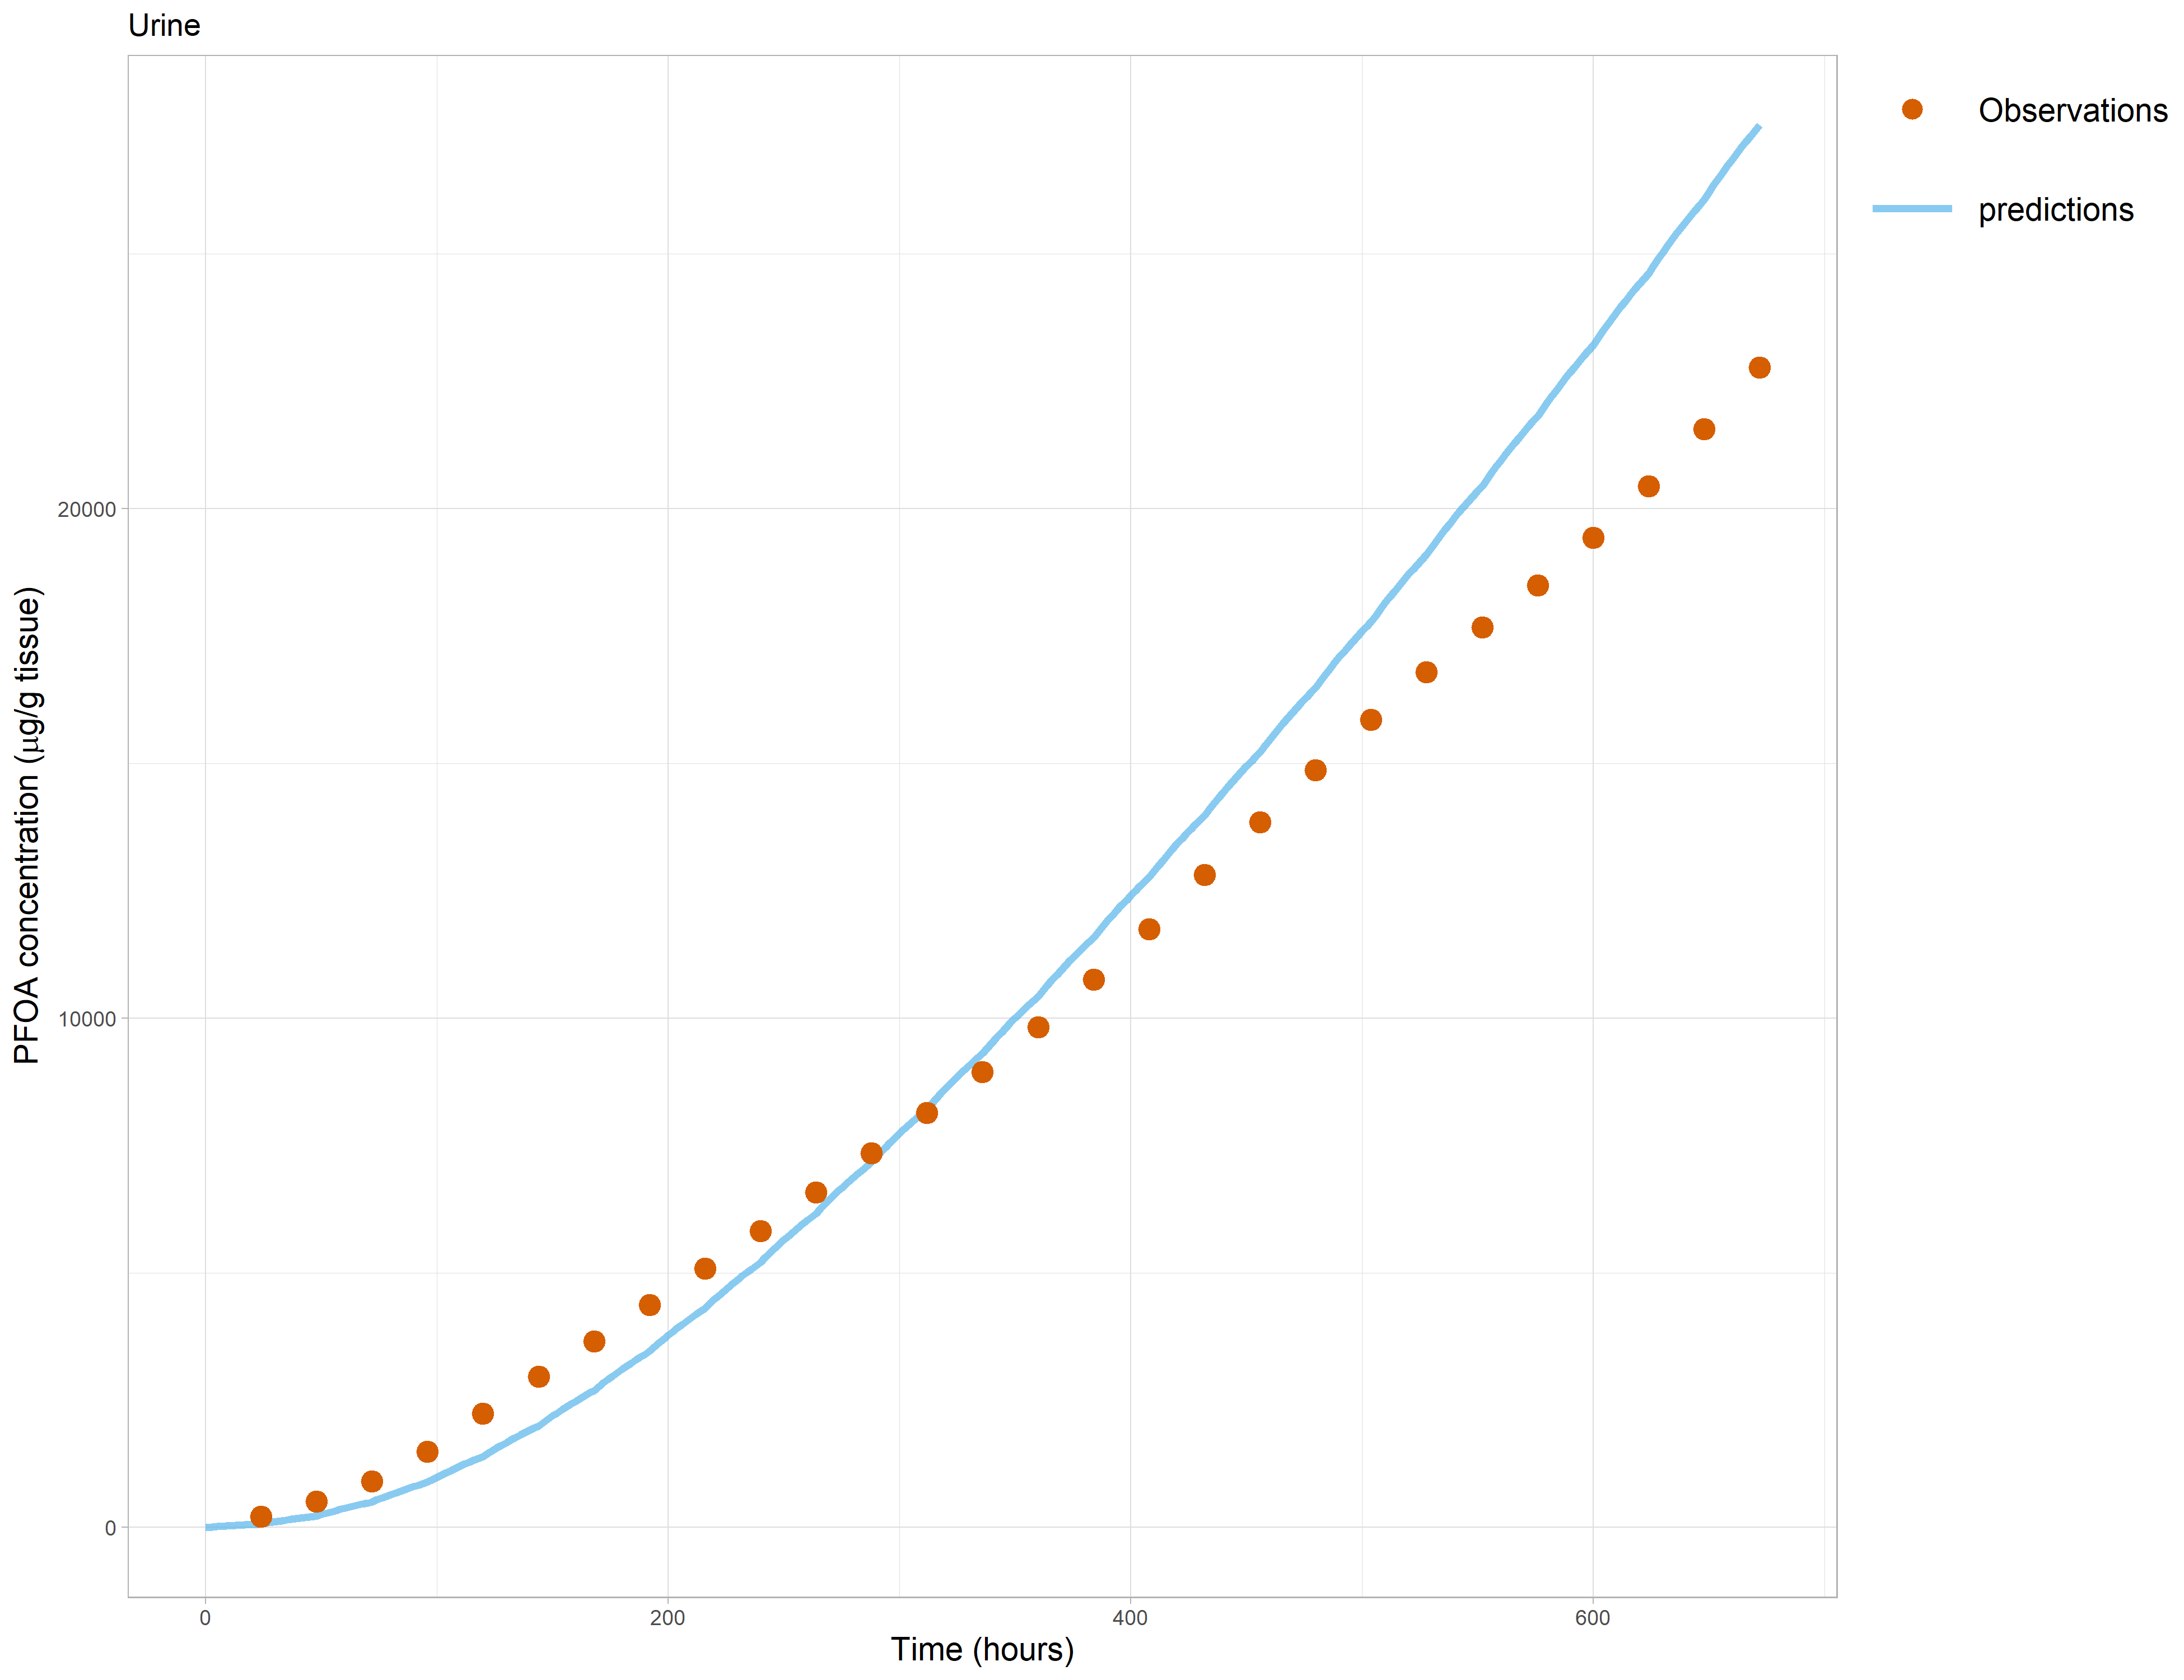 Urine
Observations
predictions
PFOA concentration (μg/g tissue)
20000
10000
0
0 200 400 600
Time (hours)